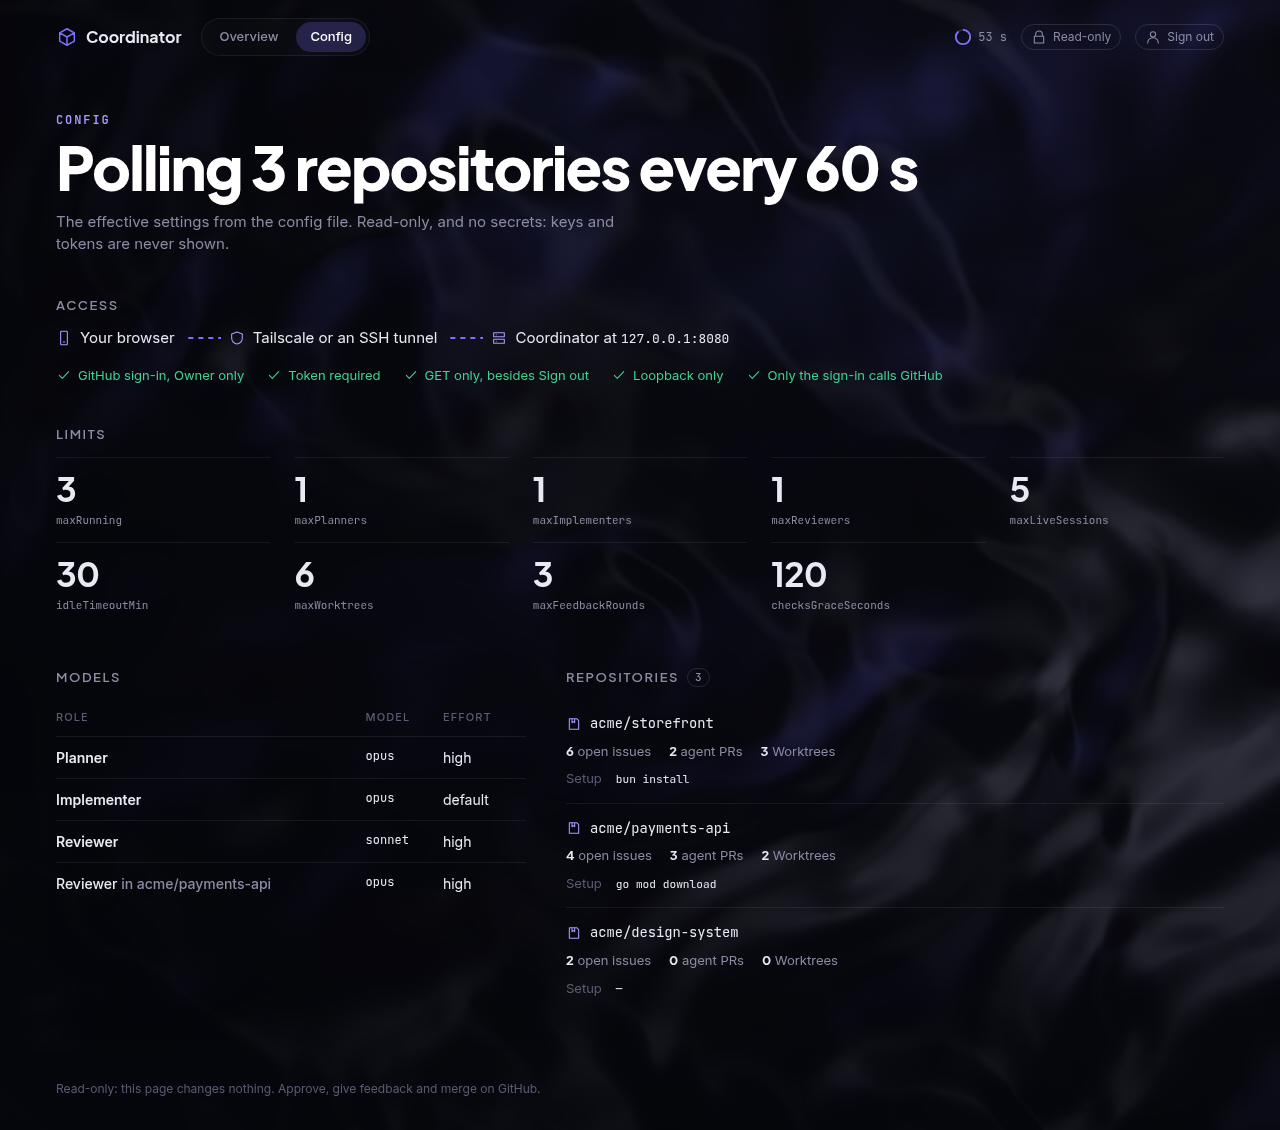 Coordinator
Overview
Config
53 s
Read-only
Sign out
CONFIG
Polling 3 repositories every 60 s
The effective settings from the config file. Read-only, and no secrets: keys and
tokens are never shown.
ACCESS
Your browser
Tailscale or an SSH tunnel
Coordinator at 127.0.0.1:8080
GitHub sign-in, Owner only
Token required
GET only, besides Sign out
Loopback only
Only the sign-in calls GitHub
LIMITS
3
maxRunning
1
maxPlanners
1
maxImplementers
1
maxReviewers
5
maxLiveSessions
30
idleTimeoutMin
6
maxWorktrees
3
maxFeedbackRounds
120
checksGraceSeconds
MODELS
ROLE MODEL EFFORT
Planner opus high
Implementer opus default
Reviewer sonnet high
Reviewer in acme/payments-api opus high
REPOSITORIES 3
acme/storefront
6 open issues 2 agent PRs 3 Worktrees
Setup bun install
acme/payments-api
4 open issues 3 agent PRs 2 Worktrees
Setup go mod download
acme/design-system
2 open issues 0 agent PRs 0 Worktrees
Setup –
Read-only: this page changes nothing. Approve, give feedback and merge on GitHub.